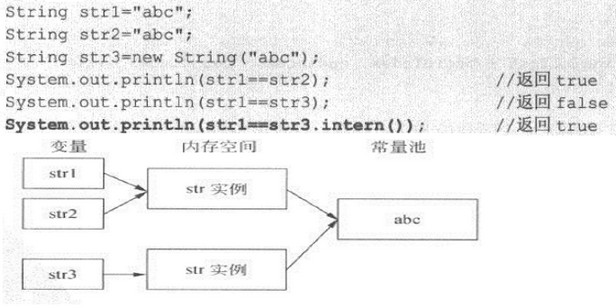 String str1="abc";
String str2="abc";
String str3=new String("abc");
System.out.println(str1==str2); //返回 true
System.out.println(str1==str3); //返回 false
System.out.println(str1==str3.intern()); //返回 true
变量 内存空间 常量池
str1
str 实例
str2
abc
str3
str 实例